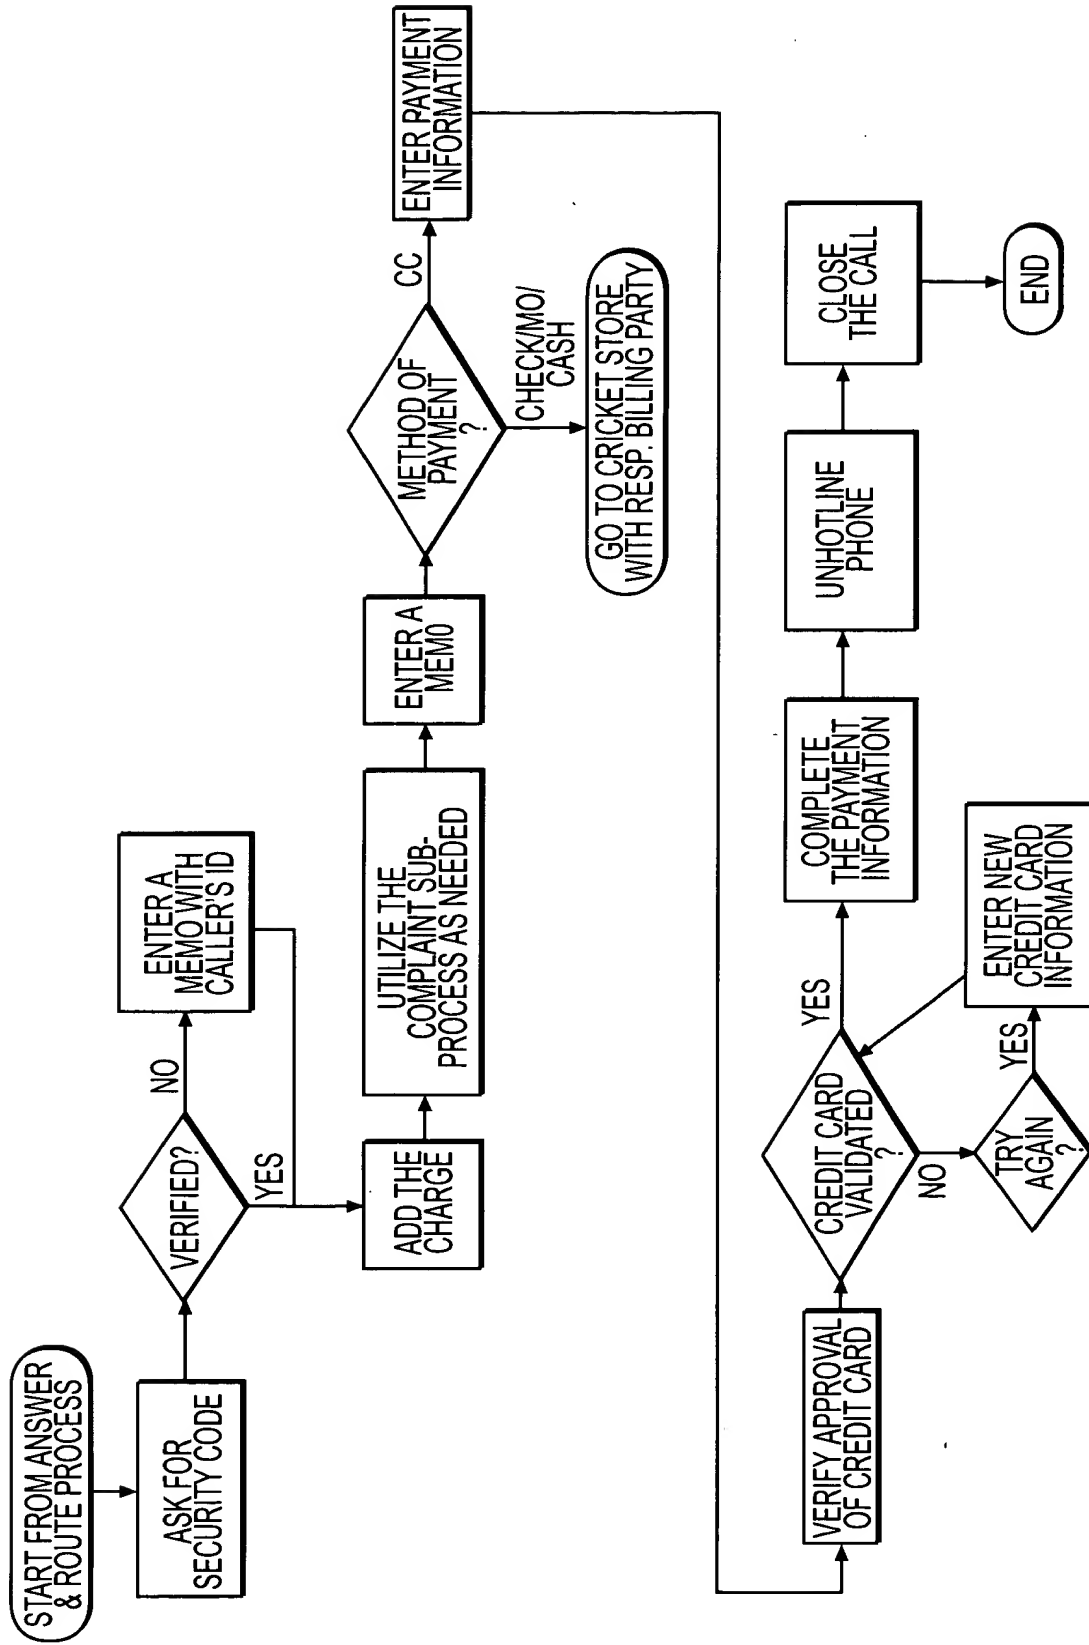 START FROM ANSWER
& ROUTE PROCESS
ASK FOR
SECURITY CODE
VERIFIED?
NO
ENTER A
MEMO WITH
CALLER'S ID
YES
ADD THE
CHARGE
UTILIZE THE
COMPLAINT SUB-
PROCESS AS NEEDED
ENTER A
MEMO
METHOD OF
PAYMENT
?
CC
ENTER PAYMENT
INFORMATION
CHECK/MO/
CASH
GO TO CRICKET STORE
WITH RESP. BILLING PARTY
VERIFY APPROVAL
OF CREDIT CARD
CREDIT CARD
VALIDATED
?
YES
COMPLETE
THE PAYMENT
INFORMATION
UNHOTLINE
PHONE
CLOSE
THE CALL
END
NO
TRY
AGAIN
?
YES
ENTER NEW
CREDIT CARD
INFORMATION